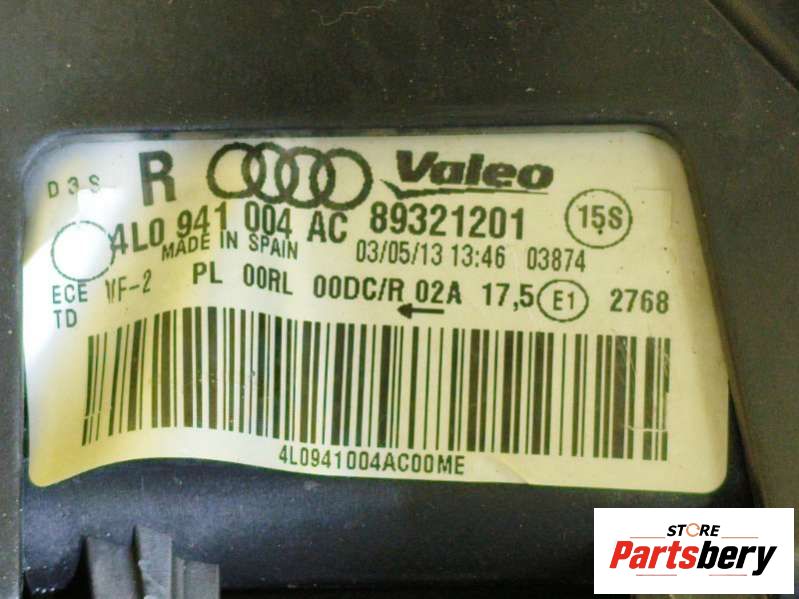 D3S R Valeo
4L0 941 004 AC 89321201 15S
MADE IN SPAIN 03/05/13 13:46 03874
ECE VF-2 PL 00RL 00DC/R 02A 17,5 E1 2768
TD
4L0941004AC00ME
STORE
Partsbery